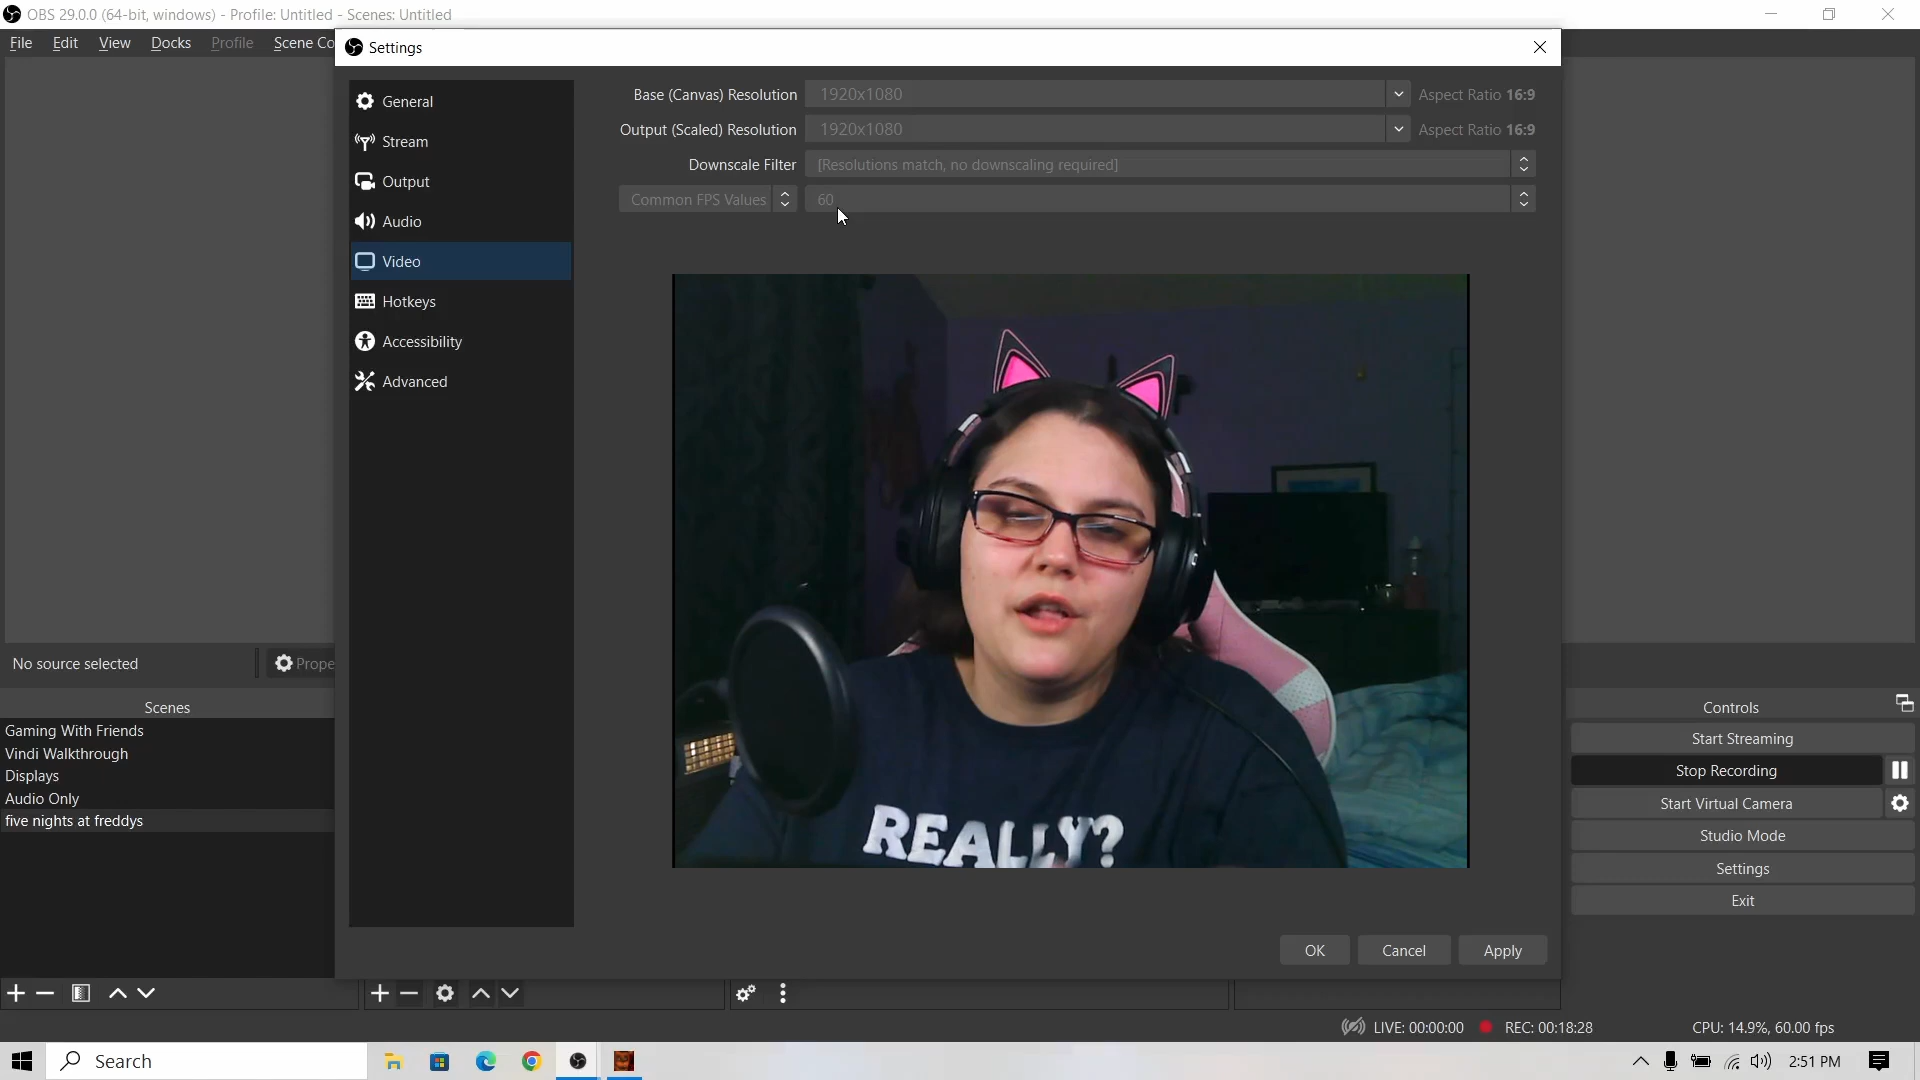 OBS 29.0.0 (64-bit, windows) - Profile: Untitled - Scenes: Untitled
File Edit View Docks Profile Scene Co
Settings
General
Stream
Output
Audio
Video
Hotkeys
Accessibility
Advanced
Base (Canvas) Resolution 1920x1080 Aspect Ratio 16:9
Output (Scaled) Resolution 1920x1080 Aspect Ratio 16:9
Downscale Filter [Resolutions match, no downscaling required]
Common FPS Values 60
REALLY?
OK Cancel Apply
No source selected Prope
Scenes
Gaming With Friends
Vindi Walkthrough
Displays
Audio Only
five nights at freddys
Controls
Start Streaming
Stop Recording
Start Virtual Camera
Studio Mode
Settings
Exit
LIVE: 00:00:00 REC: 00:18:28 CPU: 14.9%, 60.00 fps
Search 2:51 PM